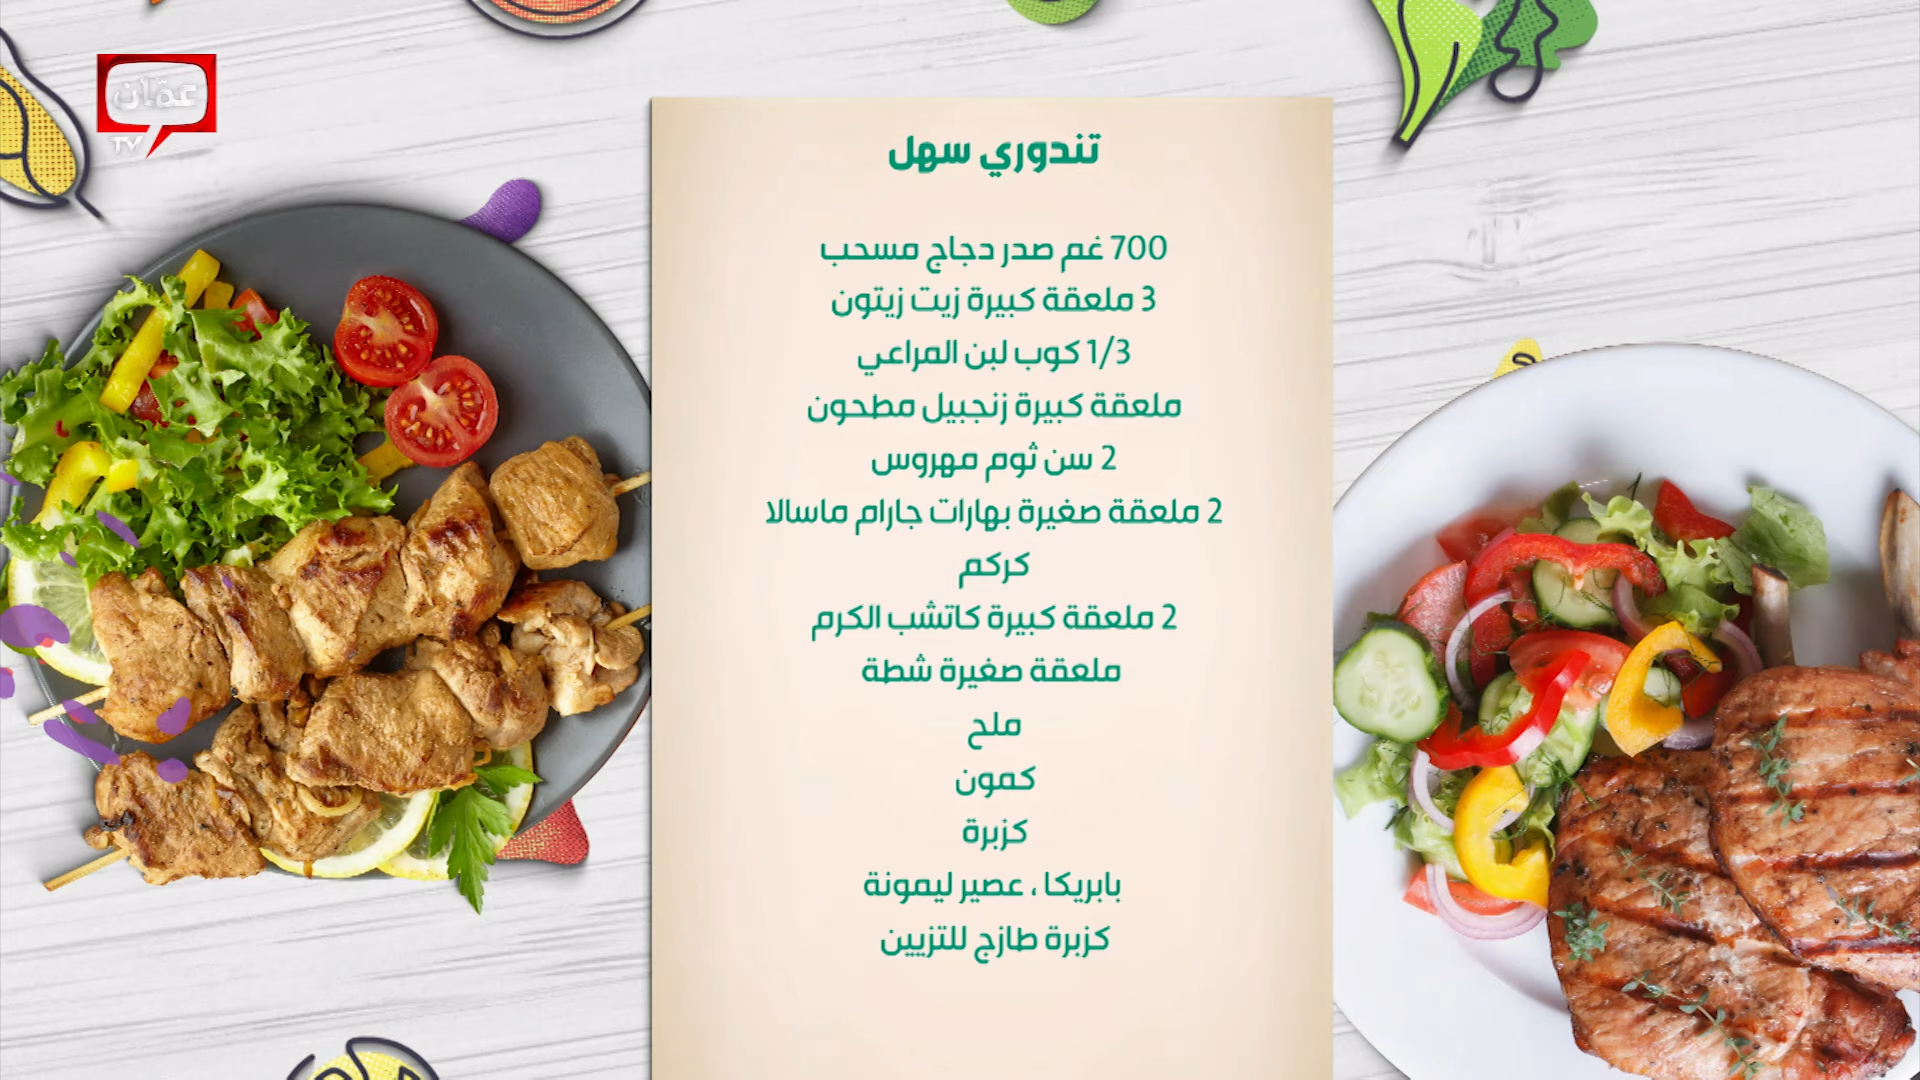 عمّان
TV
تندوري سهل
700 غم صدر دجاج مسحب
3 ملعقة كبيرة زيت زيتون
1/3 كوب لبن المراعي
ملعقة كبيرة زنجبيل مطحون
2 سن ثوم مهروس
2 ملعقة صغيرة بهارات جارام ماسالا
كركم
2 ملعقة كبيرة كاتشب الكرم
ملعقة صغيرة شطة
ملح
كمون
كزبرة
بابريكا ، عصير ليمونة
كزبرة طازج للتزيين